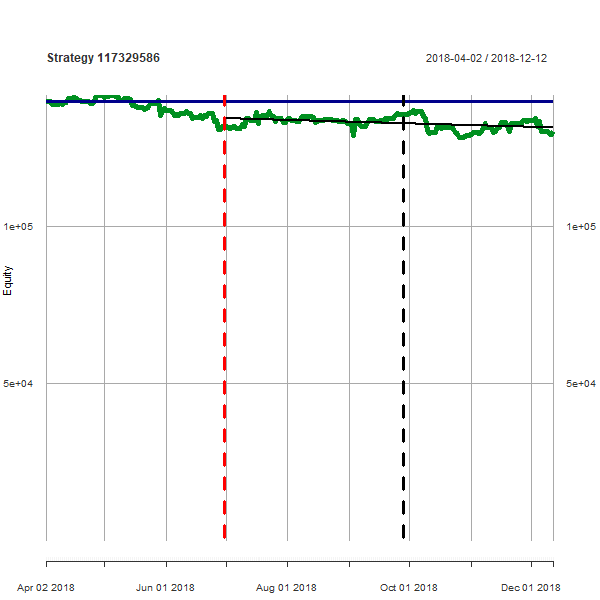 Strategy 117329586
2018-04-02 / 2018-12-12
1e+05
1e+05
Equity
5e+04
5e+04
Apr 02 2018
Jun 01 2018
Aug 01 2018
Oct 01 2018
Dec 01 2018